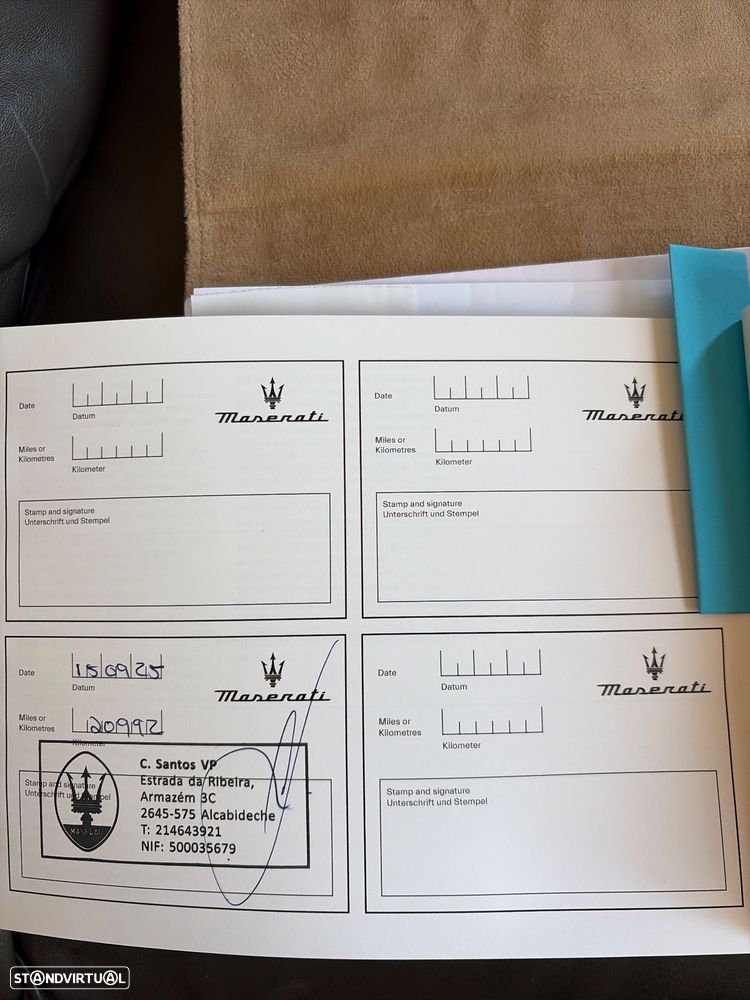 Date
Datum
Maserati
Miles or
Kilometres
Kilometer
Stamp and signature
Unterschrift und Stempel
Date
Datum
Maserati
Miles or
Kilometres
Kilometer
Stamp and signature
Unterschrift und Stempel
Date
15 09 25
Datum
Maserati
Miles or
Kilometres
20992
Kilometer
Stamp and signature
Unterschrift und Stempel
MASERATI
C. Santos VP
Estrada da Ribeira,
Armazém 3C
2645-575 Alcabideche
T: 214643921
NIF: 500035679
Date
Datum
Maserati
Miles or
Kilometres
Kilometer
Stamp and signature
Unterschrift und Stempel
STANDVIRTUAL